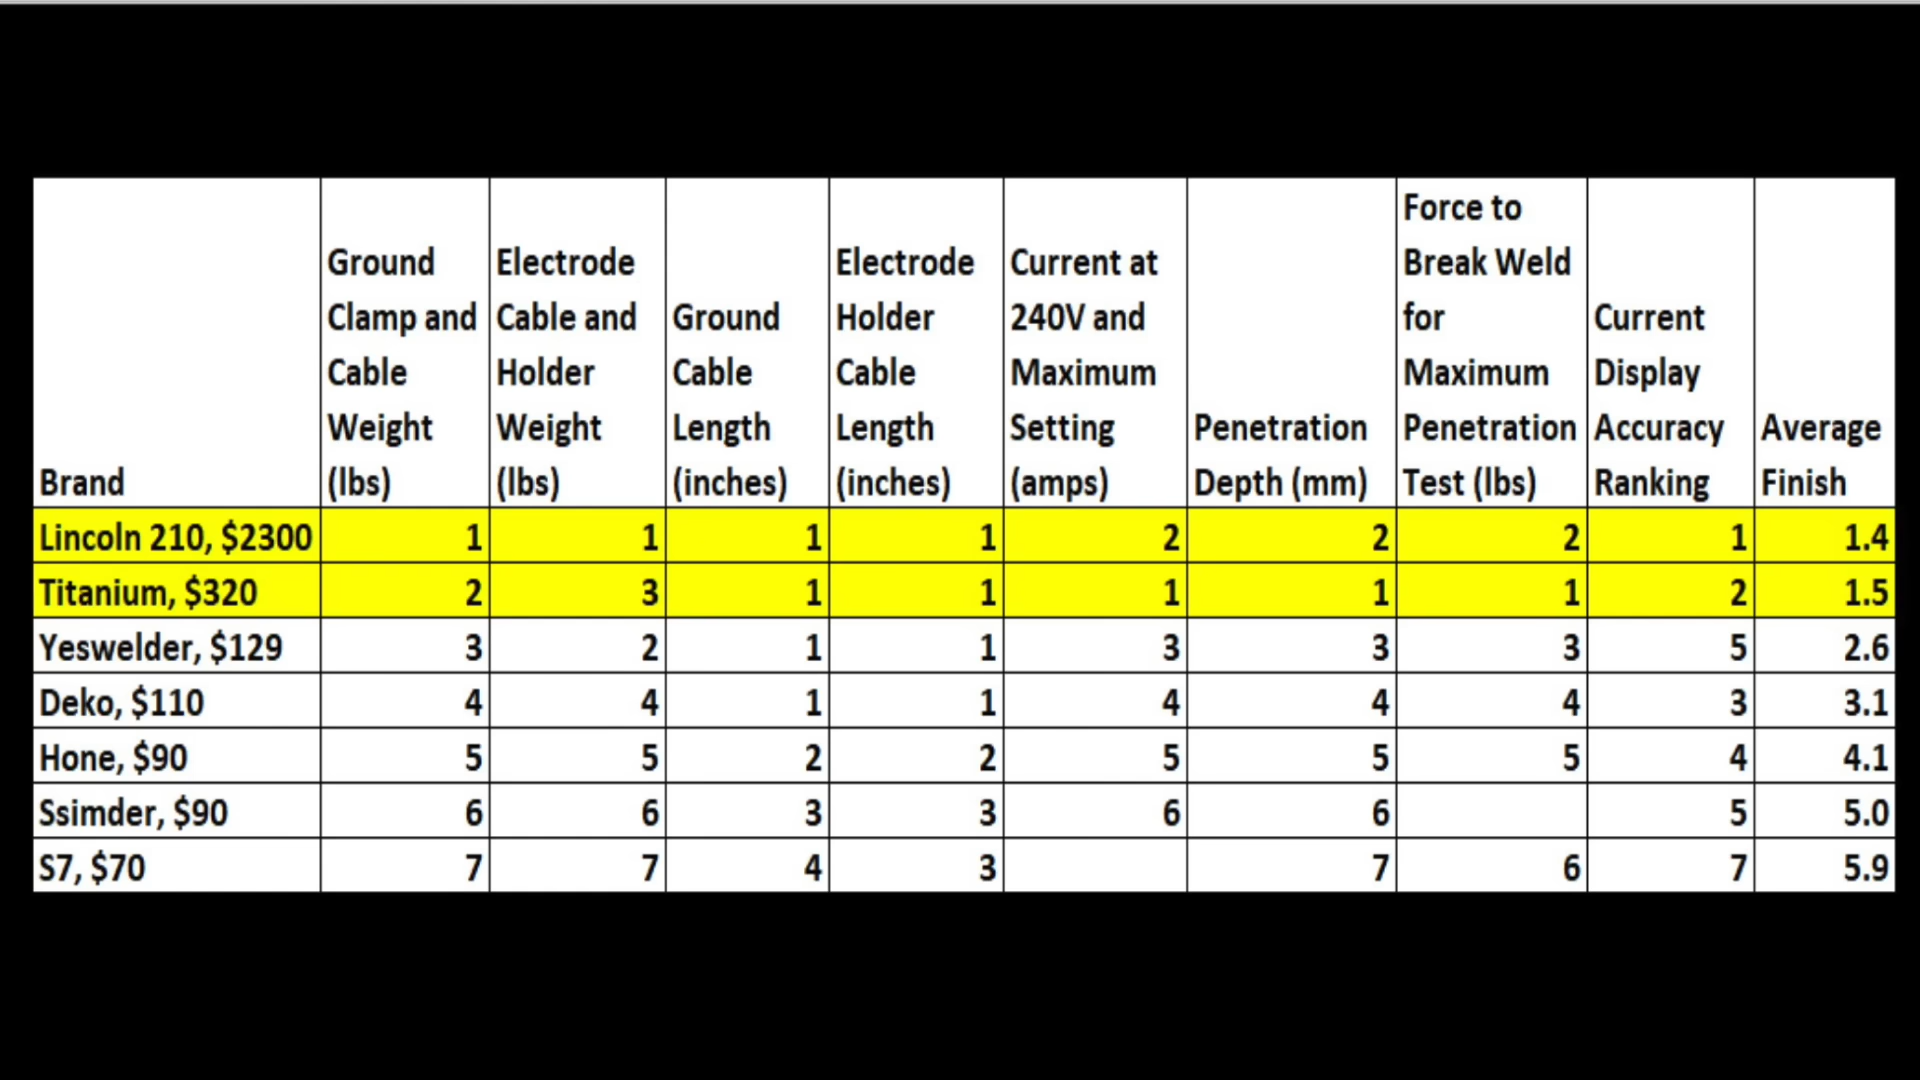 Brand Ground Clamp and Cable Weight (lbs) Electrode Cable and Holder Weight (lbs) Ground Cable Length (inches) Electrode Holder Cable Length (inches) Current at 240V and Maximum Setting (amps) Penetration Depth (mm) Force to Break Weld for Maximum Penetration Test (lbs) Current Display Accuracy Ranking Average Finish
Lincoln 210, $2300 1 1 1 1 2 2 2 1 1.4
Titanium, $320 2 3 1 1 1 1 1 2 1.5
Yeswelder, $129 3 2 1 1 3 3 3 5 2.6
Deko, $110 4 4 1 1 4 4 4 3 3.1
Hone, $90 5 5 2 2 5 5 5 4 4.1
Ssimder, $90 6 6 3 3 6 6 5 5.0
S7, $70 7 7 4 3 7 6 7 5.9